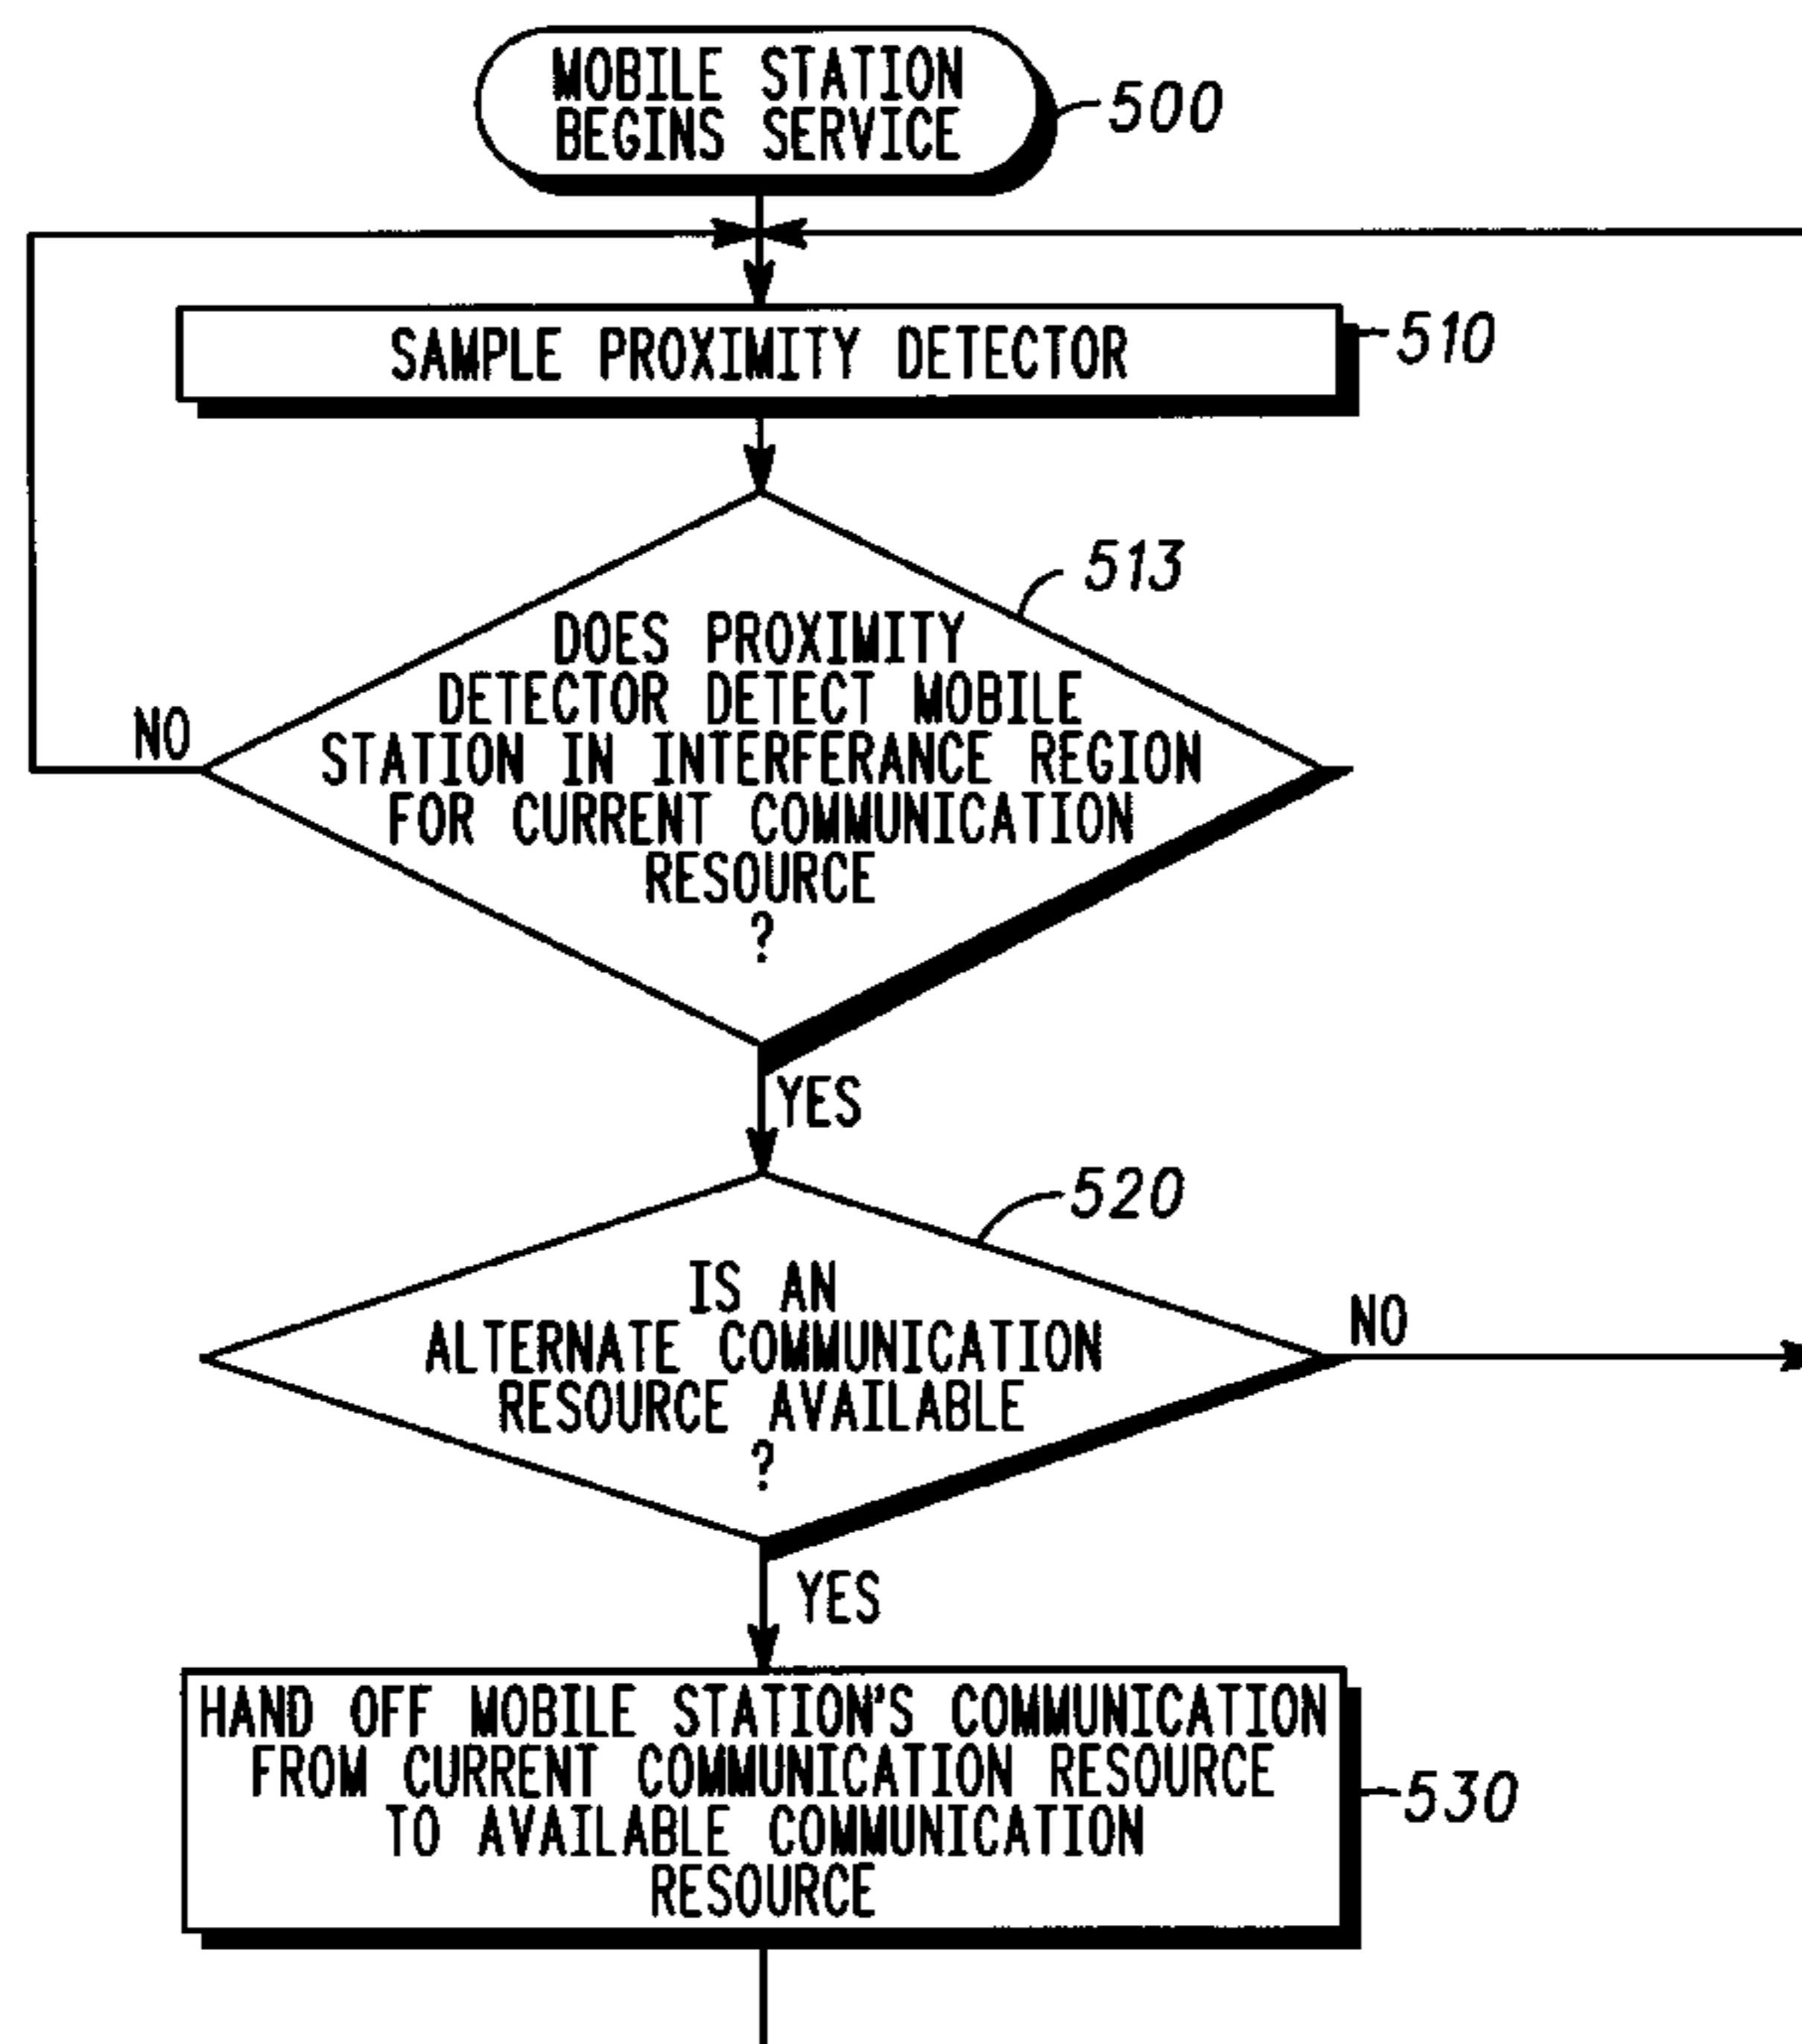 MOBILE STATION
BEGINS SERVICE
500
SAMPLE PROXIMITY DETECTOR
510
513
DOES PROXIMITY
DETECTOR DETECT MOBILE
STATION IN INTERFERANCE REGION
FOR CURRENT COMMUNICATION
RESOURCE
?
NO
YES
520
IS AN
ALTERNATE COMMUNICATION
RESOURCE AVAILABLE
?
NO
YES
HAND OFF MOBILE STATION'S COMMUNICATION
FROM CURRENT COMMUNICATION RESOURCE
TO AVAILABLE COMMUNICATION
RESOURCE
530